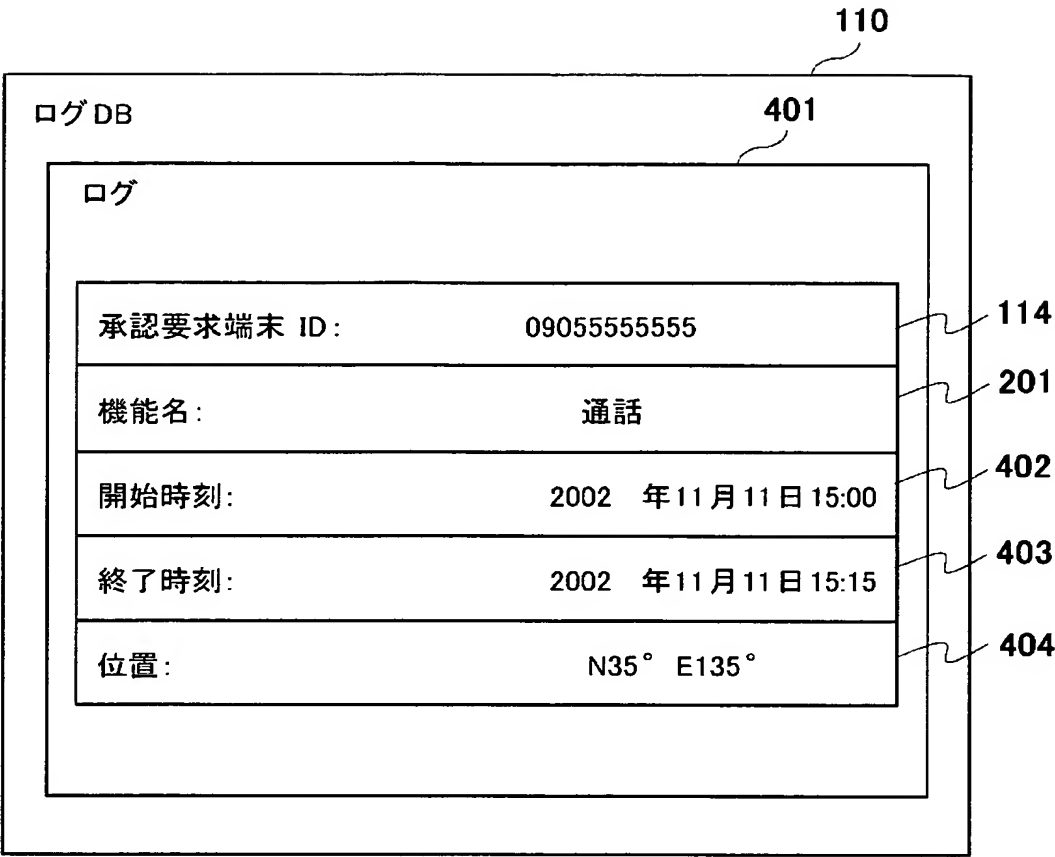 110
ログDB
401
ログ
承認要求端末 ID: 09055555555 114
機能名: 通話 201
開始時刻: 2002 年11月11日15:00 402
終了時刻: 2002 年11月11日15:15 403
位置: N35° E135° 404